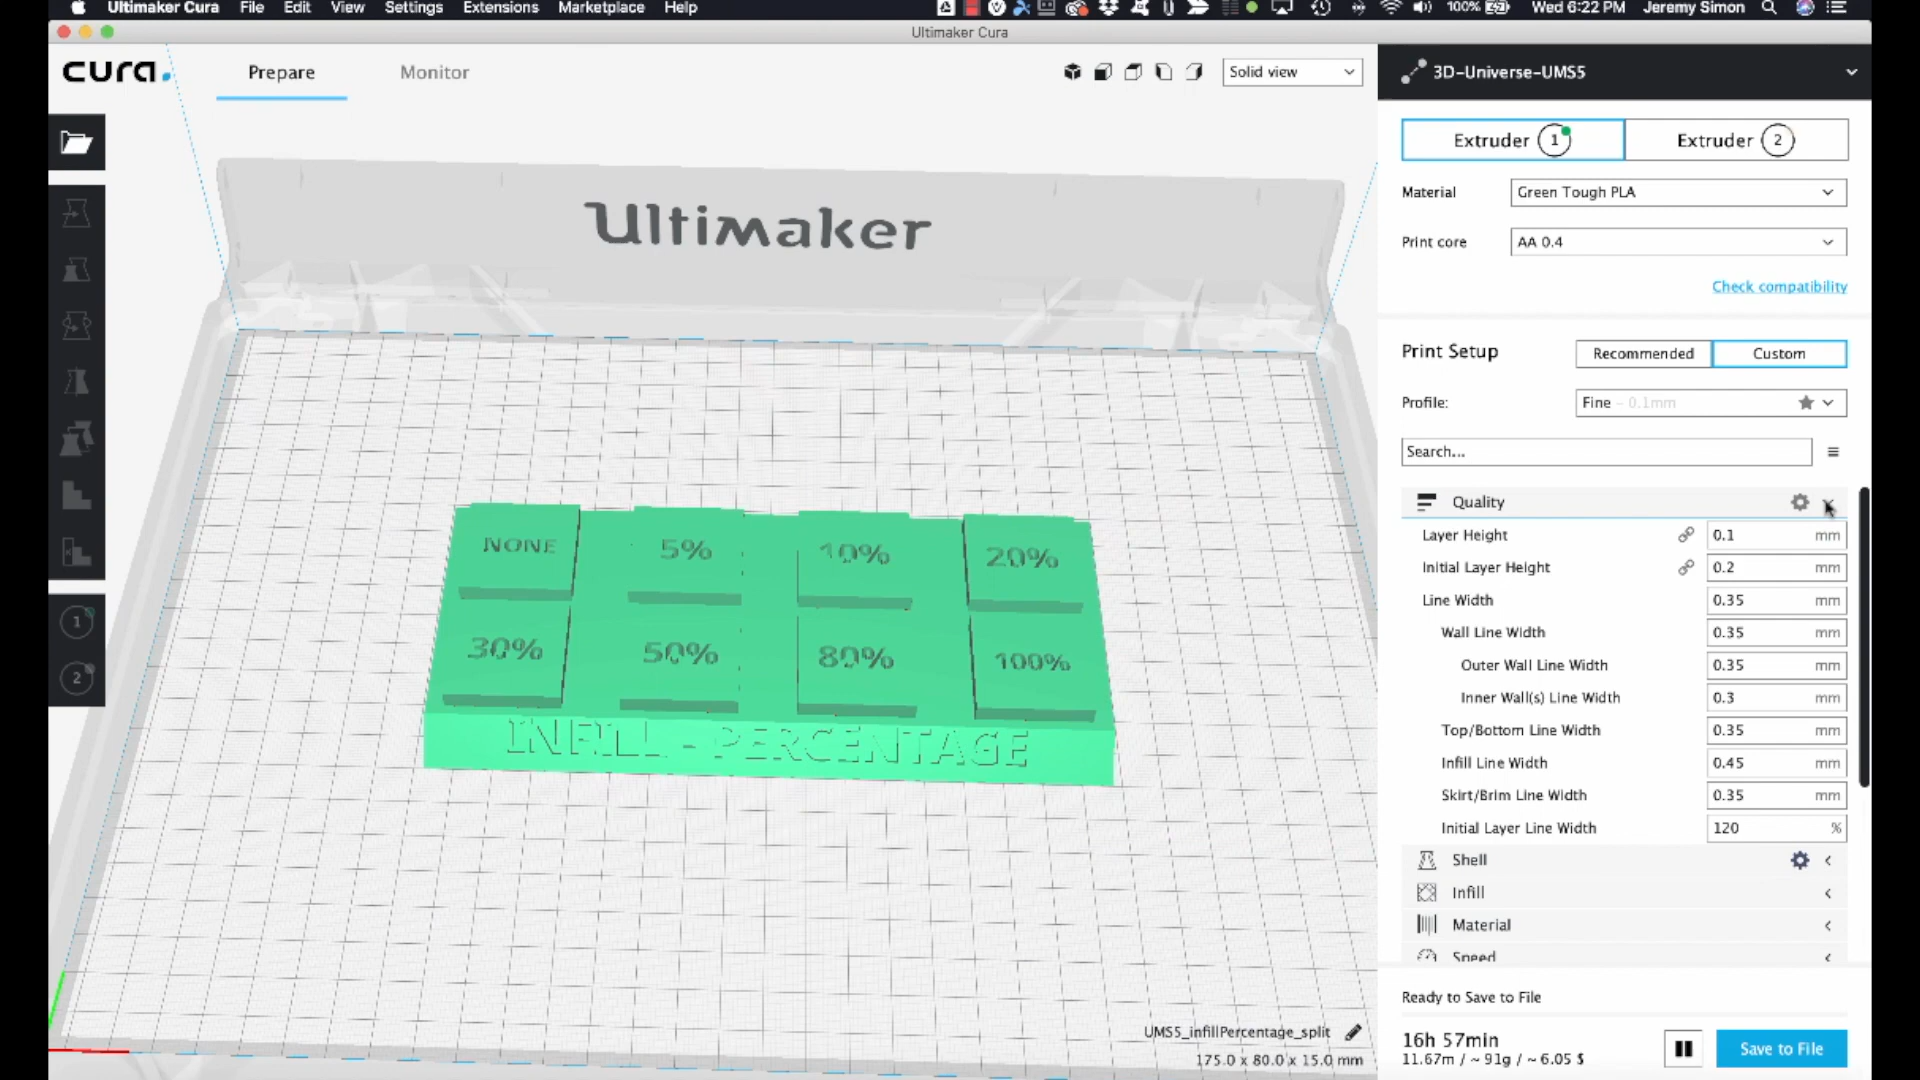 Ultimaker Cura File Edit View Settings Extensions Marketplace Help 100% Wed 6:22 PM Jeremy Simon
Ultimaker Cura
cura. Prepare Monitor Solid view 3D-Universe-UMS5
Extruder 1 Extruder 2
Material Green Tough PLA
Print core AA 0.4
Check compatibility
Print Setup Recommended Custom
Profile: Fine - 0.1mm
Search...
Quality
Layer Height 0.1 mm
Initial Layer Height 0.2 mm
Line Width 0.35 mm
Wall Line Width 0.35 mm
Outer Wall Line Width 0.35 mm
Inner Wall(s) Line Width 0.3 mm
Top/Bottom Line Width 0.35 mm
Infill Line Width 0.45 mm
Skirt/Brim Line Width 0.35 mm
Initial Layer Line Width 120 %
Shell
Infill
Material
Speed
Ready to Save to File
16h 57min
11.67m / ~ 91g / ~ 6.05 $
Save to File
Ultimaker
NONE 5% 10% 20%
30% 50% 80% 100%
INFILL - PERCENTAGE
1
2
UMS5_infillPercentage_split
175.0 x 80.0 x 15.0 mm